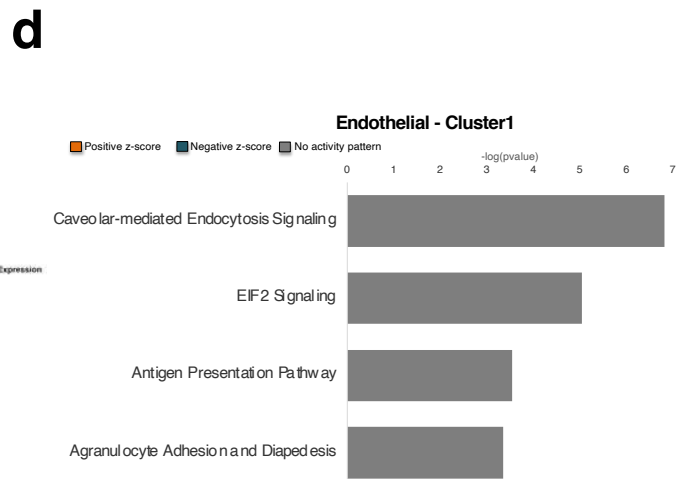 d
Endothelial - Cluster1
Positive z-score Negative z-score No activity pattern
-log(pvalue)
0 1 2 3 4 5 6 7
Caveolar-mediated Endocytosis Signaling
Expression
EIF2 Signaling
Antigen Presentation Pathway
Agranulocyte Adhesion and Diapedesis